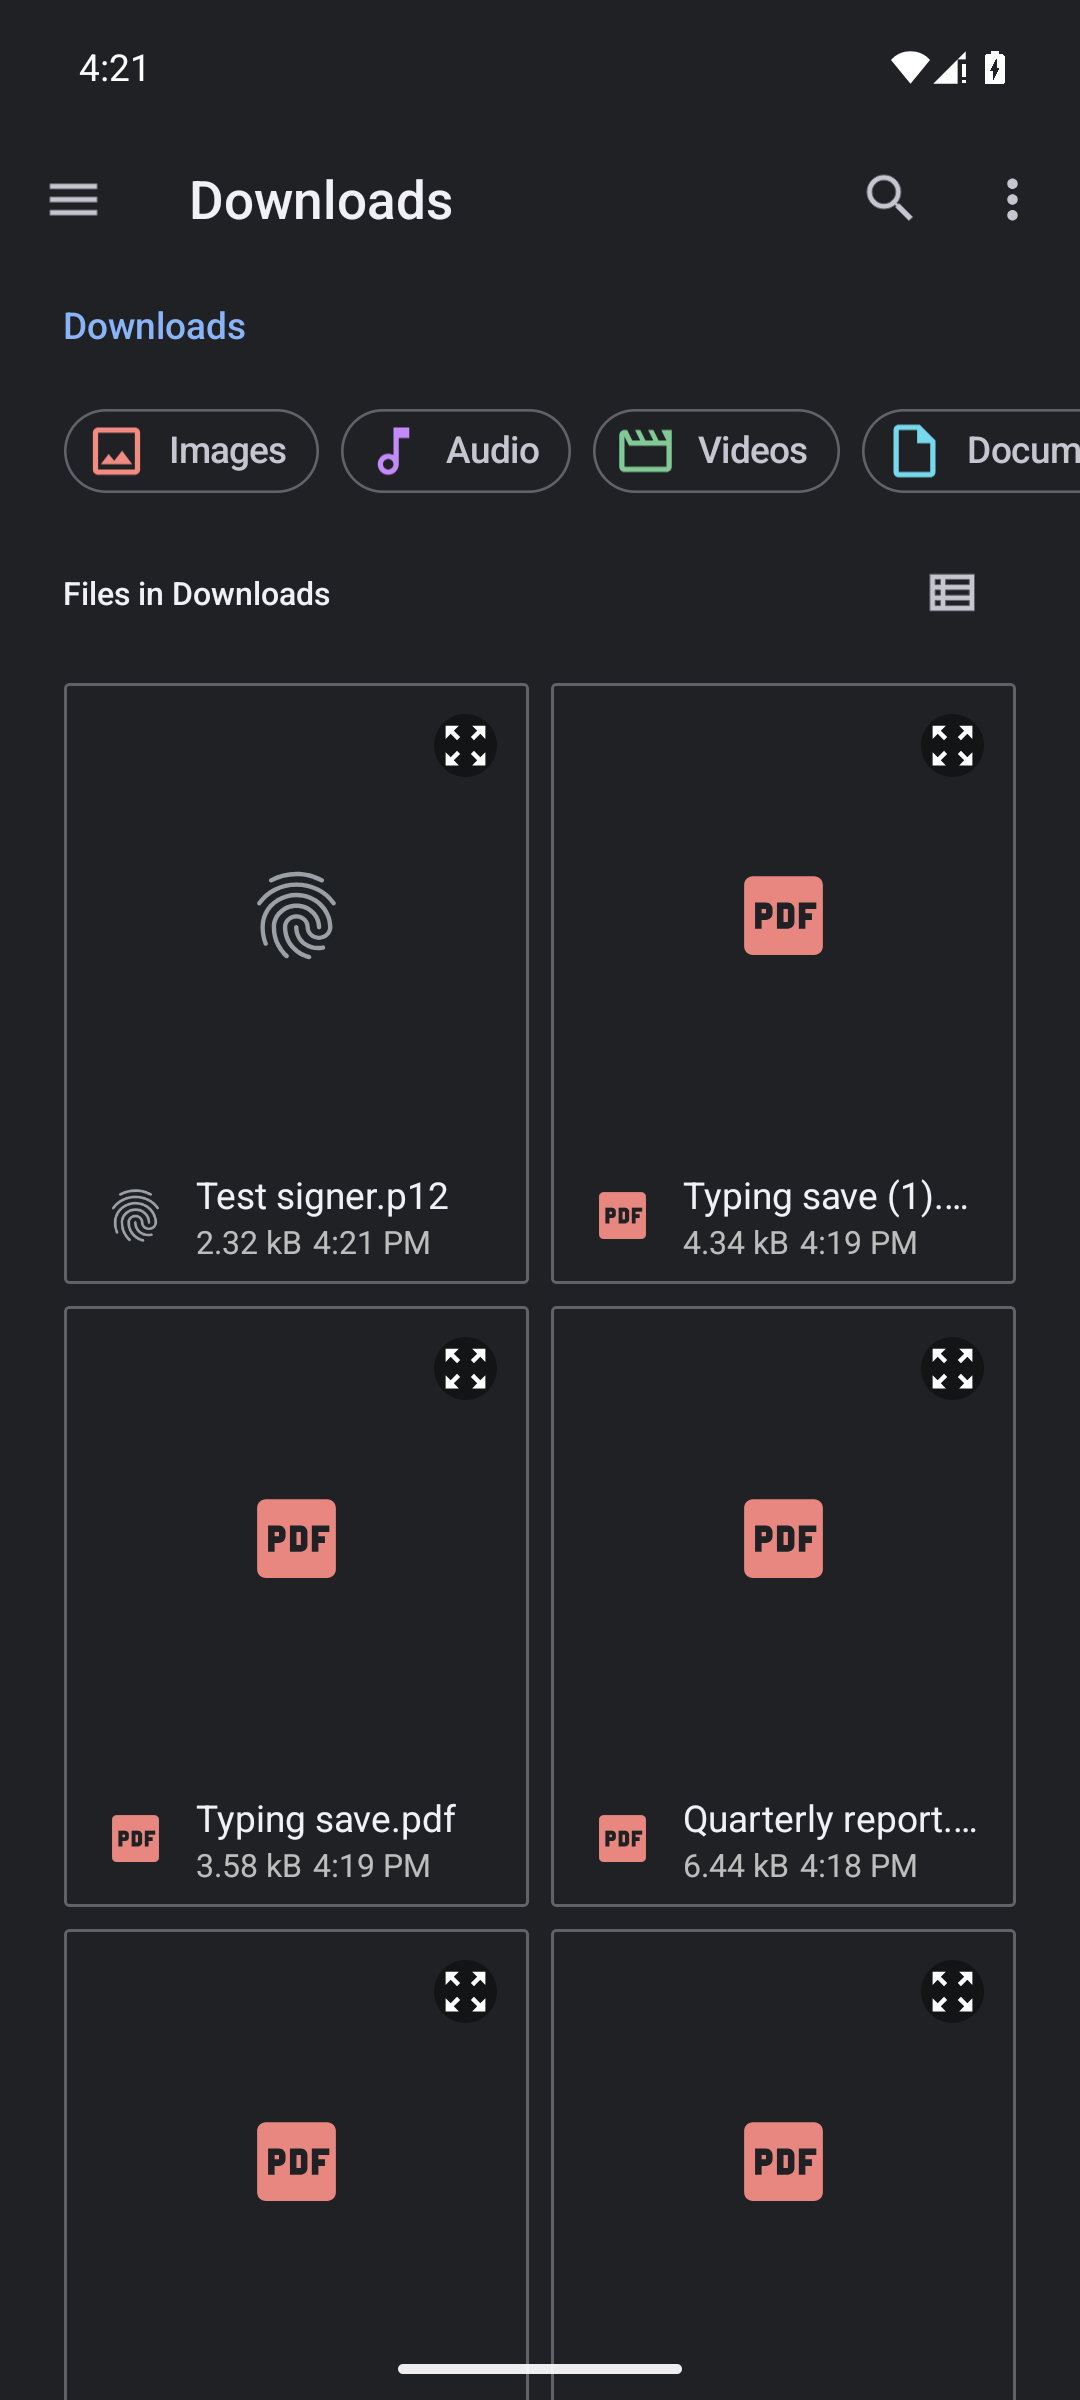 4:21
Downloads
Downloads
Images
Audio
Videos
Docum
Files in Downloads
PDF
Test signer.p12
2.32 kB 4:21 PM
PDF
Typing save (1)....
4.34 kB 4:19 PM
PDF
PDF
PDF
Typing save.pdf
3.58 kB 4:19 PM
PDF
Quarterly report....
6.44 kB 4:18 PM
PDF
PDF